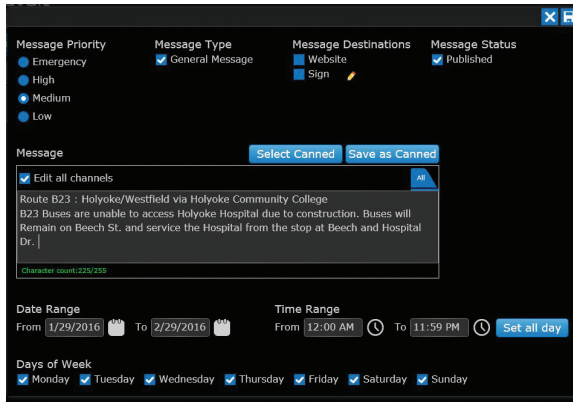 Message Priority Message Type Message Destinations Message Status
Emergency General Message Website Published
High Sign
Medium
Low
Message Select Canned Save as Canned
Edit all channels All
Route B23 : Holyoke/Westfield via Holyoke Community College
B23 Buses are unable to access Holyoke Hospital due to construction. Buses will
Remain on Beech St. and service the Hospital from the stop at Beech and Hospital
Dr.
Character count:225/255
Date Range Time Range
From 1/29/2016 To 2/29/2016 From 12:00 AM To 11:59 PM Set all day
Days of Week
Monday Tuesday Wednesday Thursday Friday Saturday Sunday